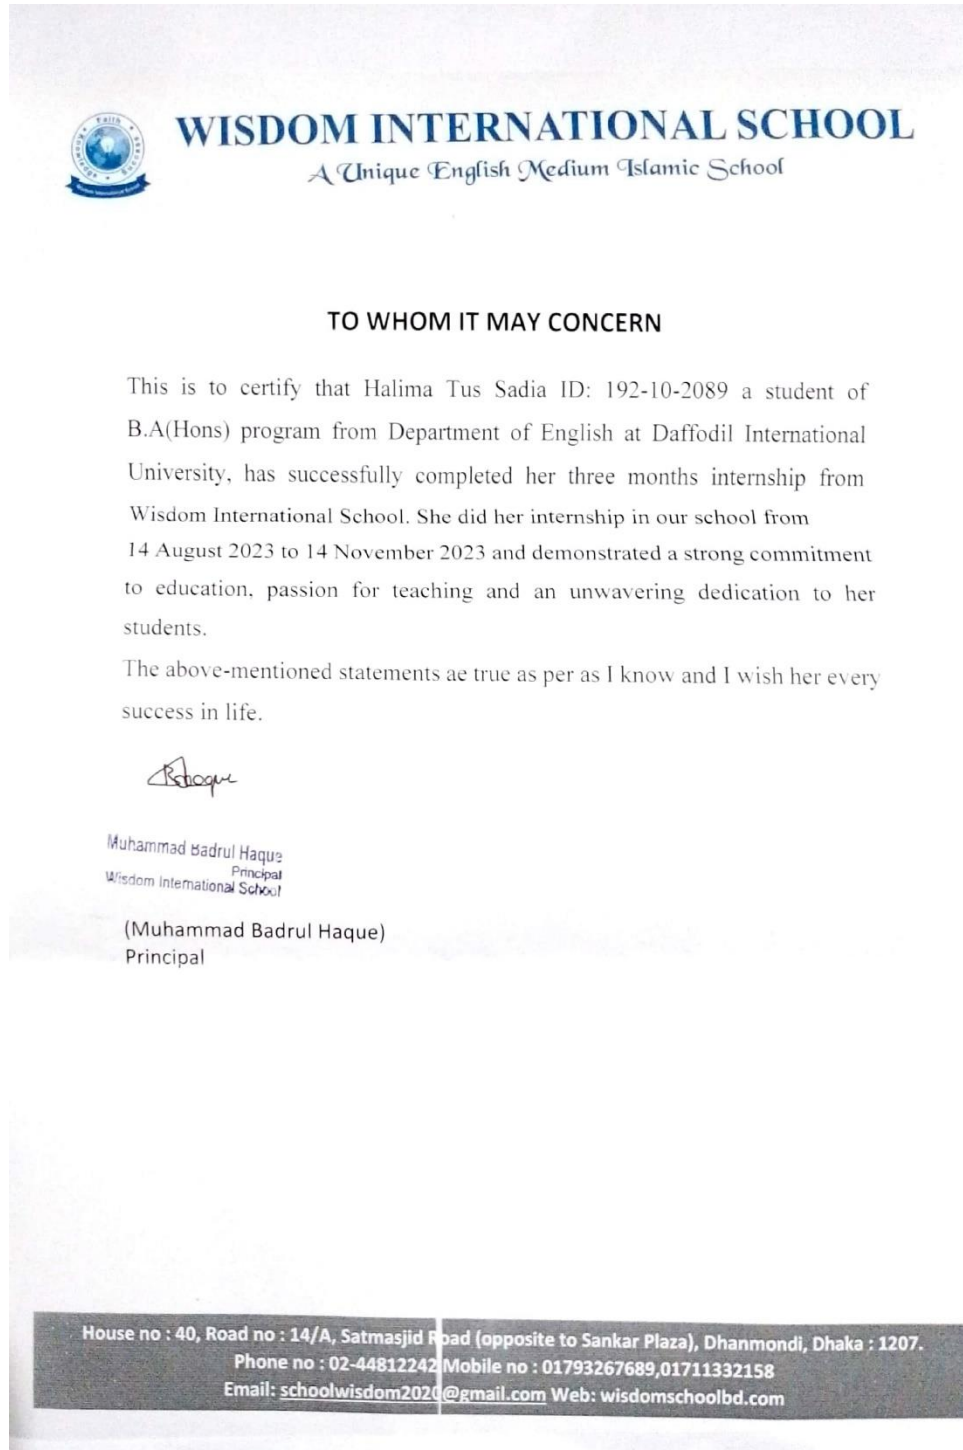 Faith
Knowledge
WISDOM INTERNATIONAL SCHOOL
A Unique English Medium Islamic School
Wisdom International School
TO WHOM IT MAY CONCERN
This is to certify that Halima Tus Sadia ID: 192-10-2089 a student of
B.A(Hons) program from Department of English at Daffodil International
University, has successfully completed her three months internship from
Wisdom International School. She did her internship in our school from
14 August 2023 to 14 November 2023 and demonstrated a strong commitment
to education, passion for teaching and an unwavering dedication to her
students.
The above-mentioned statements ae true as per as I know and I wish her every
success in life.
Muhammad Badrul Haque
Principal
Wisdom International School
(Muhammad Badrul Haque)
Principal
House no : 40, Road no : 14/A, Satmasjid Road (opposite to Sankar Plaza), Dhanmondi, Dhaka : 1207.
Phone no : 02-44812242 Mobile no : 01793267689,01711332158
Email: schoolwisdom2020@gmail.com Web: wisdomschoolbd.com